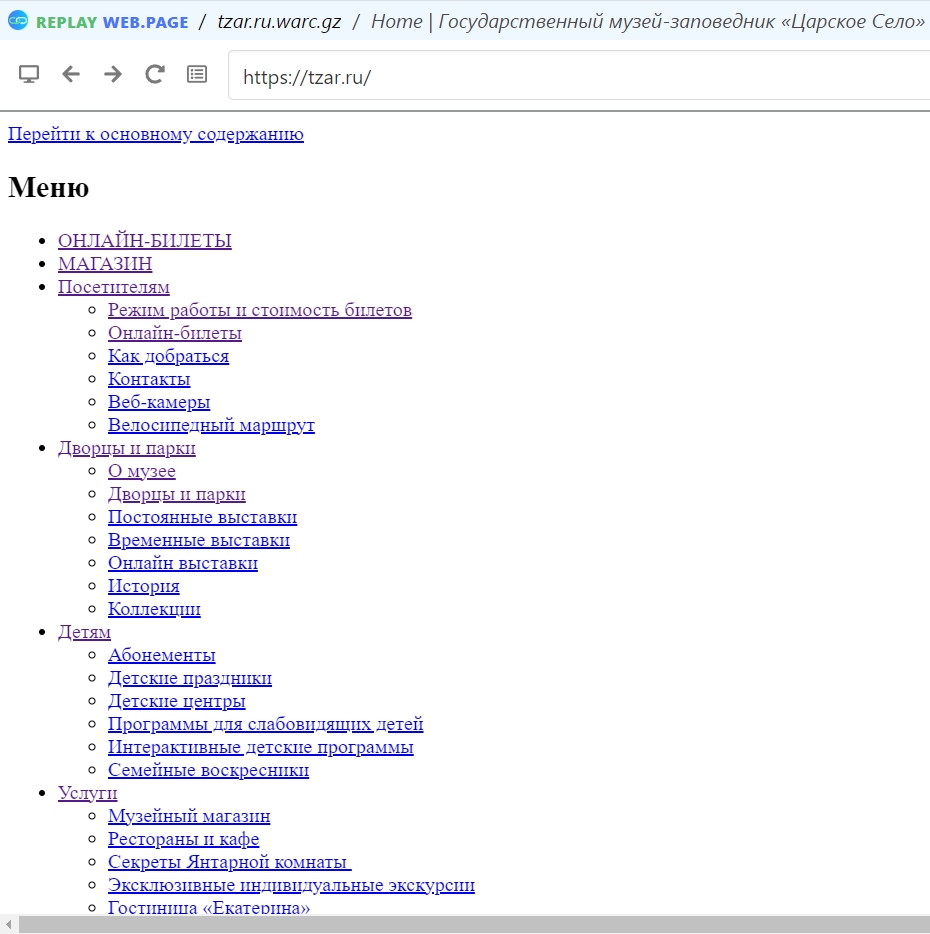 REPLAY WEB.PAGE / tzar.ru.warc.gz / Home | Государственный музей-заповедник «Царское Село»
https://tzar.ru/
Перейти к основному содержанию
Меню
ОНЛАЙН-БИЛЕТЫ
МАГАЗИН
Посетителям
Режим работы и стоимость билетов
Онлайн-билеты
Как добраться
Контакты
Веб-камеры
Велосипедный маршрут
Дворцы и парки
О музее
Дворцы и парки
Постоянные выставки
Временные выставки
Онлайн выставки
История
Коллекции
Детям
Абонементы
Детские праздники
Детские центры
Программы для слабовидящих детей
Интерактивные детские программы
Семейные воскресники
Услуги
Музейный магазин
Рестораны и кафе
Секреты Янтарной комнаты
Эксклюзивные индивидуальные экскурсии
Гостиница «Екатерина»